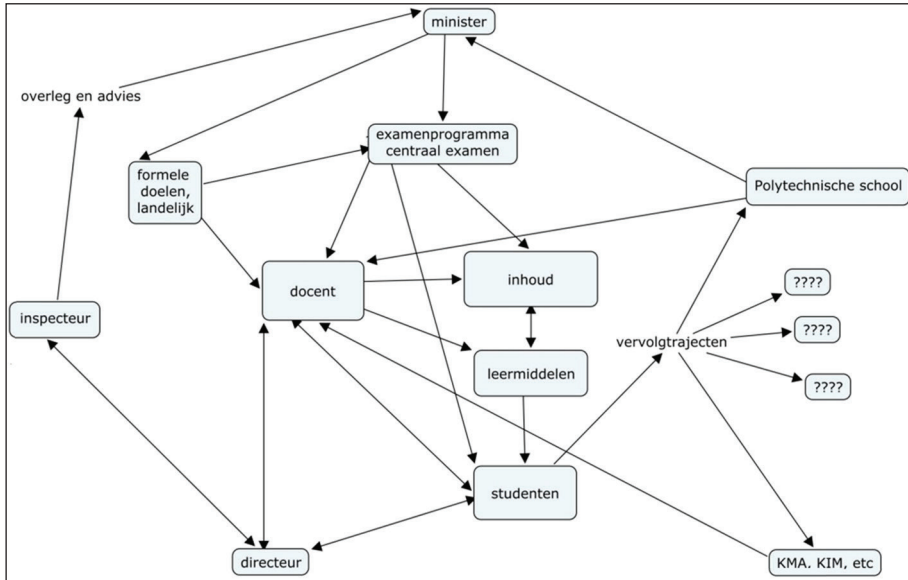 minister
overleg en advies
examenprogramma
centraal examen
formele
doelen,
landelijk
Polytechnische school
docent
inhoud
????
inspecteur
????
vervolgtrajecten
leermiddelen
????
studenten
directeur
KMA. KIM, etc